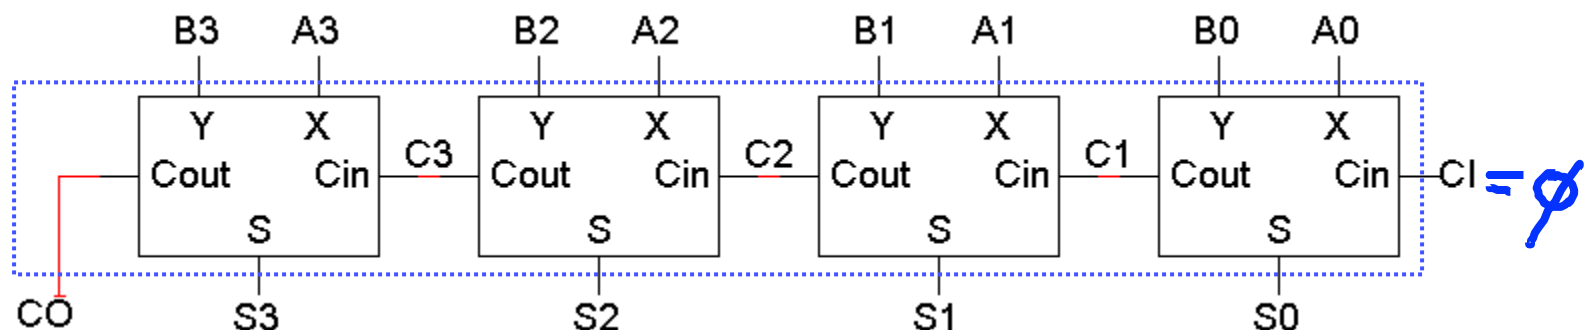 B3 A3 B2 A2 B1 A1 B0 A0
Y X Y X Y X Y X
Cout Cin C3 Cout Cin C2 Cout Cin C1 Cout Cin CI = 0
S S S S
CO S3 S2 S1 S0